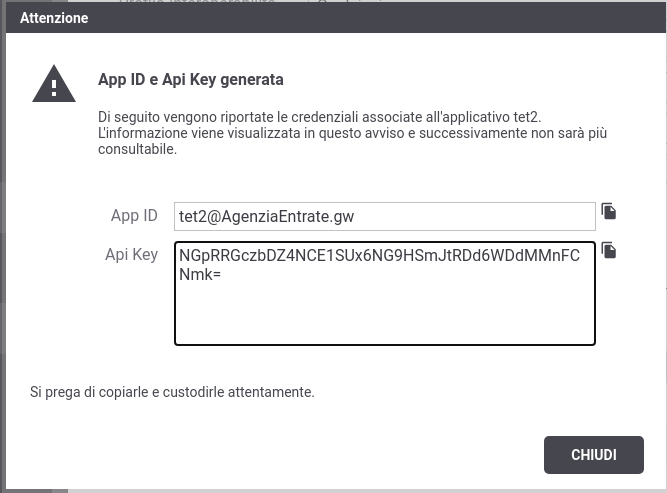 Attenzione
App ID e Api Key generata
Di seguito vengono riportate le credenziali associate all'applicativo tet2.
L'informazione viene visualizzata in questo avviso e successivamente non sarà più
consultabile.
App ID
tet2@AgenziaEntrate.gw
Api Key
NGpRRGczbDZ4NCE1SUx6NG9HSmJtRDd6WDdMMnFC
Nmk=
Si prega di copiarle e custodirle attentamente.
CHIUDI